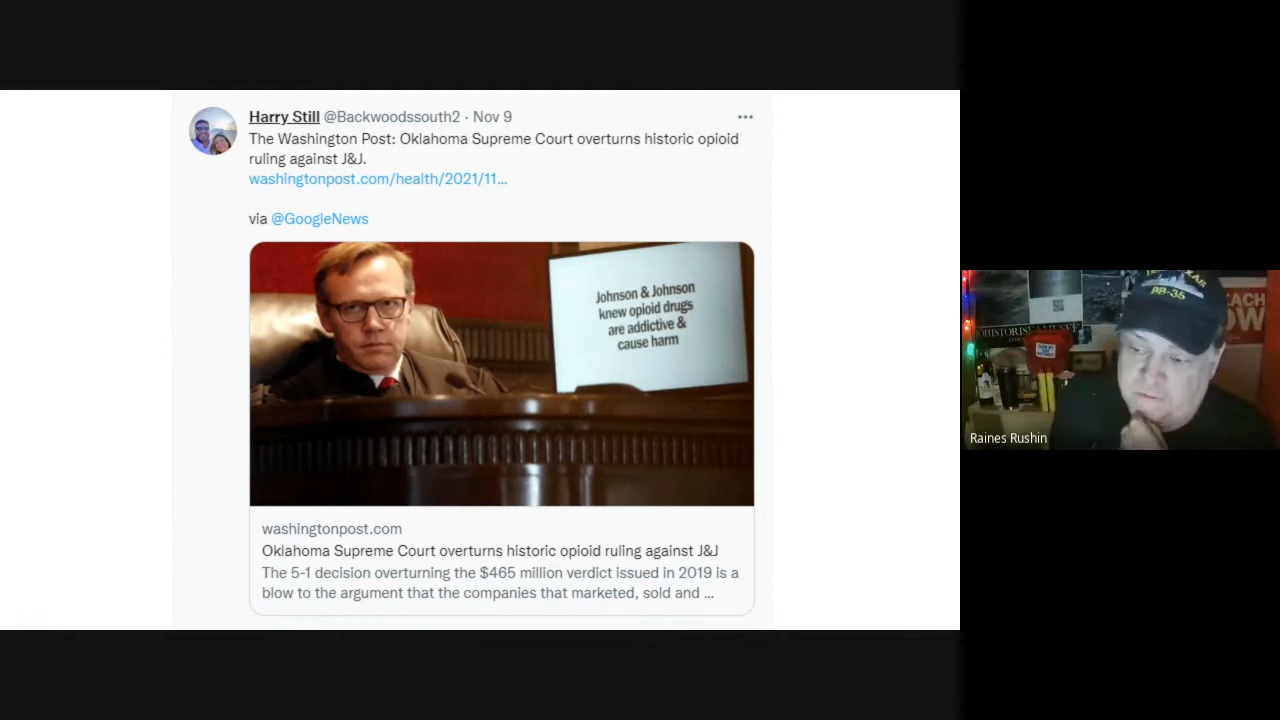 Harry Still @Backwoodssouth2 · Nov 9
The Washington Post: Oklahoma Supreme Court overturns historic opioid
ruling against J&J.
washingtonpost.com/health/2021/11...
via @GoogleNews
Johnson & Johnson
knew opioid drugs
are addictive &
cause harm
washingtonpost.com
Oklahoma Supreme Court overturns historic opioid ruling against J&J
The 5-1 decision overturning the $465 million verdict issued in 2019 is a
blow to the argument that the companies that marketed, sold and ...
BB-35
Raines Rushin